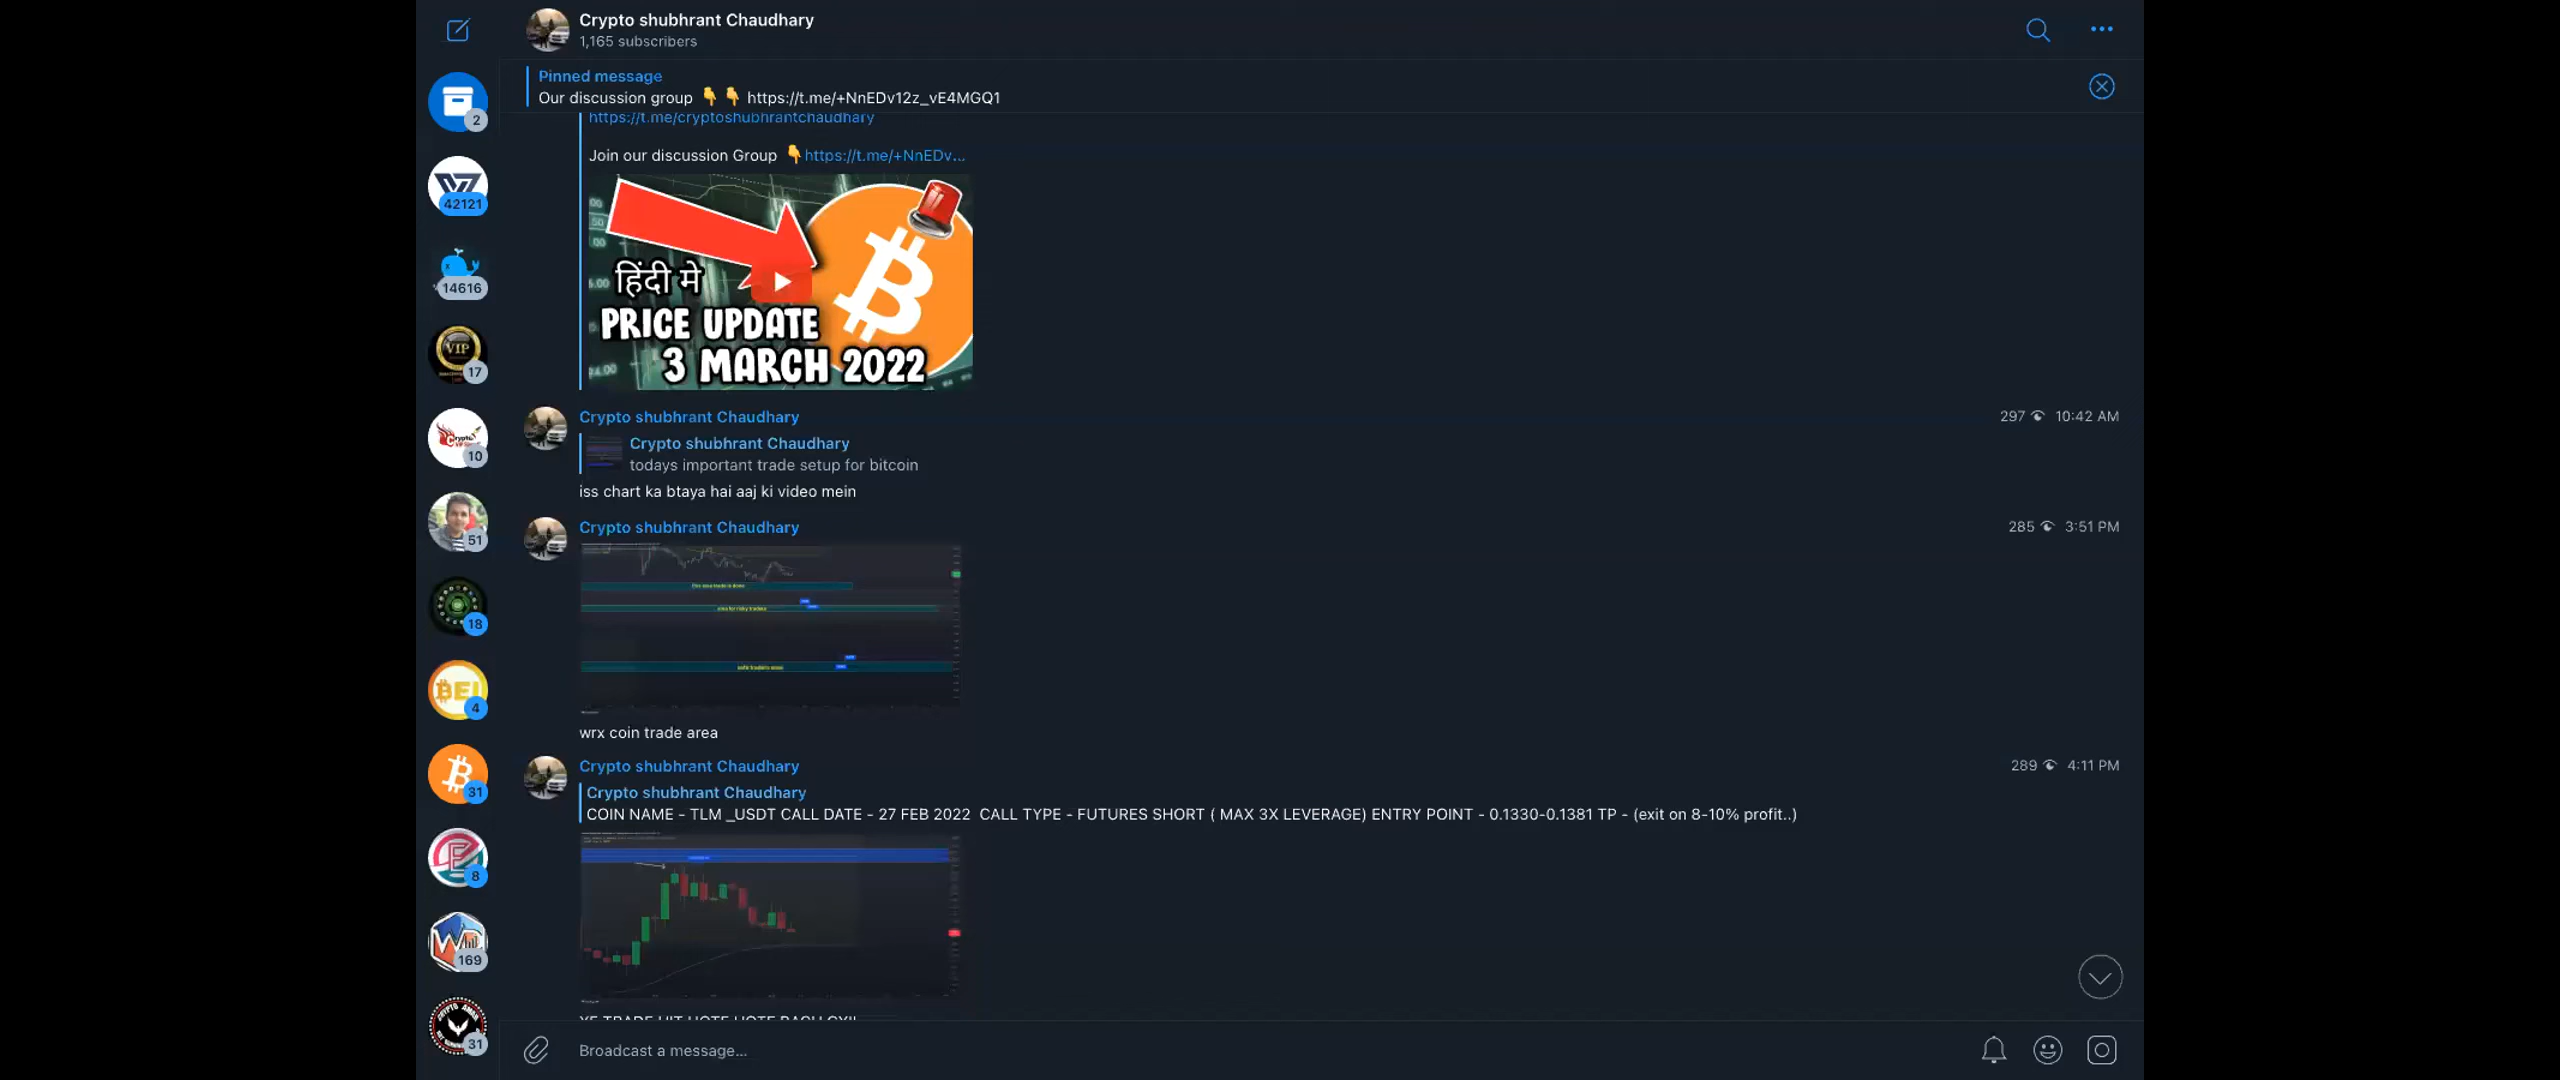 Crypto shubhrant Chaudhary
1,165 subscribers
Pinned message
Our discussion group 👇 👇 https://t.me/+NnEDv12z_vE4MGQ1
https://t.me/cryptoshubhrantchaudhary
Join our discussion Group 👇https://t.me/+NnEDv...
हिंदी मे
PRICE UPDATE
3 MARCH 2022
Crypto shubhrant Chaudhary
297 10:42 AM
Crypto shubhrant Chaudhary
todays important trade setup for bitcoin
iss chart ka btaya hai aaj ki video mein
Crypto shubhrant Chaudhary
285 3:51 PM
wrx coin trade area
Crypto shubhrant Chaudhary
289 4:11 PM
Crypto shubhrant Chaudhary
COIN NAME - TLM _USDT CALL DATE - 27 FEB 2022 CALL TYPE - FUTURES SHORT ( MAX 3X LEVERAGE) ENTRY POINT - 0.1330-0.1381 TP - (exit on 8-10% profit..)
Broadcast a message...
2
42121
14616
VIP
17
Crypto
10
51
18
BEI
4
31
8
169
31